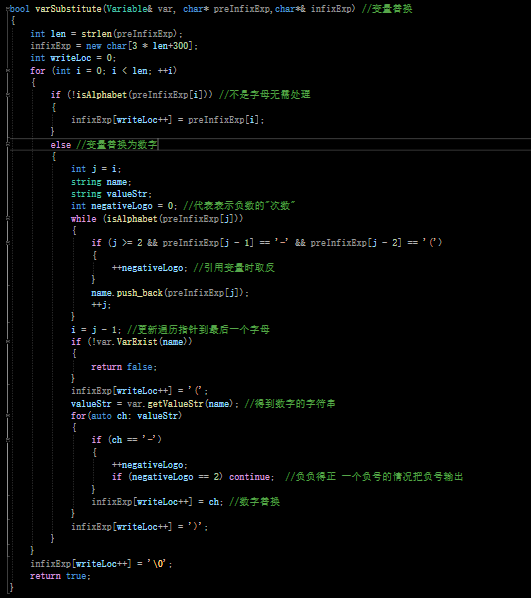 bool varSubstitute(Variable& var, char* preInfixExp,char*& infixExp) //变量替换
{
int len = strlen(preInfixExp);
infixExp = new char[3 * len+300];
int writeLoc = 0;
for (int i = 0; i < len; ++i)
{
if (!isAlphabet(preInfixExp[i])) //不是字母无需处理
{
infixExp[writeLoc++] = preInfixExp[i];
}
else //变量替换为数字
{
int j = i;
string name;
string valueStr;
int negativeLogo = 0; //代表表示负数的"次数"
while (isAlphabet(preInfixExp[j]))
{
if (j >= 2 && preInfixExp[j - 1] == '-' && preInfixExp[j - 2] == '(')
{
++negativeLogo; //引用变量时取反
}
name.push_back(preInfixExp[j]);
++j;
}
i = j - 1; //更新遍历指针到最后一个字母
if (!var.VarExist(name))
{
return false;
}
infixExp[writeLoc++] = '(';
valueStr = var.getValueStr(name); //得到数字的字符串
for(auto ch: valueStr)
{
if (ch == '-')
{
++negativeLogo;
if (negativeLogo == 2) continue; //负负得正 一个负号的情况把负号输出
}
infixExp[writeLoc++] = ch; //数字替换
}
infixExp[writeLoc++] = ')';
}
}
infixExp[writeLoc++] = '\0';
return true;
}